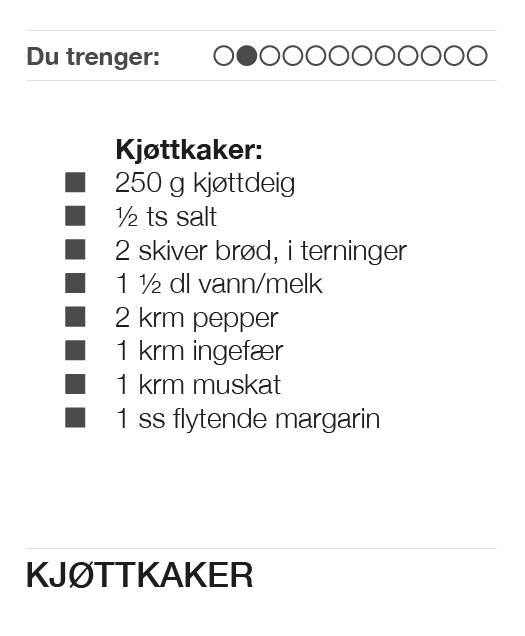 Du trenger:
Kjøttkaker:
250 g kjøttdeig
½ ts salt
2 skiver brød, i terninger
1 ½ dl vann/melk
2 krm pepper
1 krm ingefær
1 krm muskat
1 ss flytende margarin
KJØTTKAKER